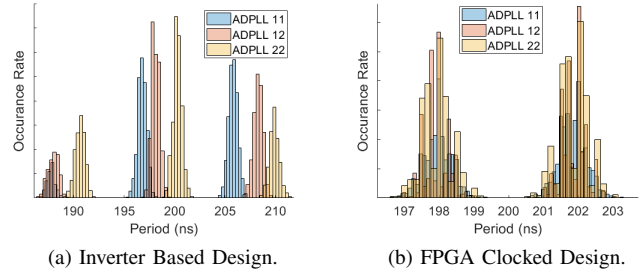 ADPLL 11
ADPLL 12
ADPLL 22
Occurance Rate
190 195 200 205 210
Period (ns)
(a) Inverter Based Design.
ADPLL 11
ADPLL 12
ADPLL 22
Occurance Rate
197 198 199 200 201 202 203
Period (ns)
(b) FPGA Clocked Design.